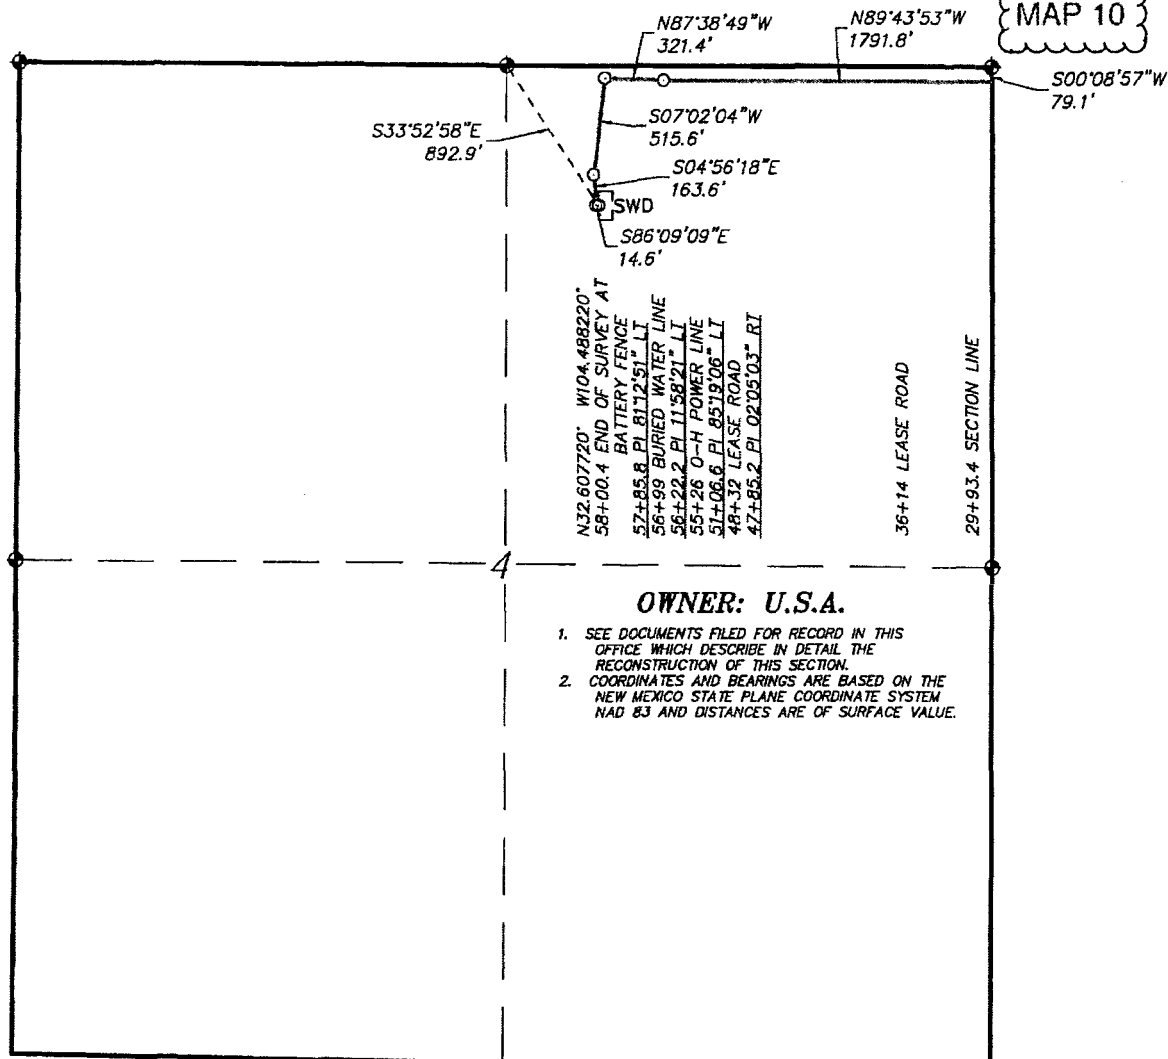 MAP 10
N87°38'49"W
321.4'
N89°43'53"W
1791.8'
S00°08'57"W
79.1'
S33°52'58"E
892.9'
S07°02'04"W
515.6'
S04°56'18"E
163.6'
SWD
S86°09'09"E
14.6'
N32.607720° W104.488220°
58+00.4 END OF SURVEY AT
BATTERY FENCE
57+85.8 PI 81°12'51" LT
56+99 BURIED WATER LINE
56+22.2 PI 11°58'21" LT
55+26 O-H POWER LINE
51+06.6 PI 85°19'06" LT
48+32 LEASE ROAD
47+85.2 PI 02°05'03" RT
36+14 LEASE ROAD
29+93.4 SECTION LINE
4
OWNER: U.S.A.
1. SEE DOCUMENTS FILED FOR RECORD IN THIS
OFFICE WHICH DESCRIBE IN DETAIL THE
RECONSTRUCTION OF THIS SECTION.
2. COORDINATES AND BEARINGS ARE BASED ON THE
NEW MEXICO STATE PLANE COORDINATE SYSTEM
NAD 83 AND DISTANCES ARE OF SURFACE VALUE.